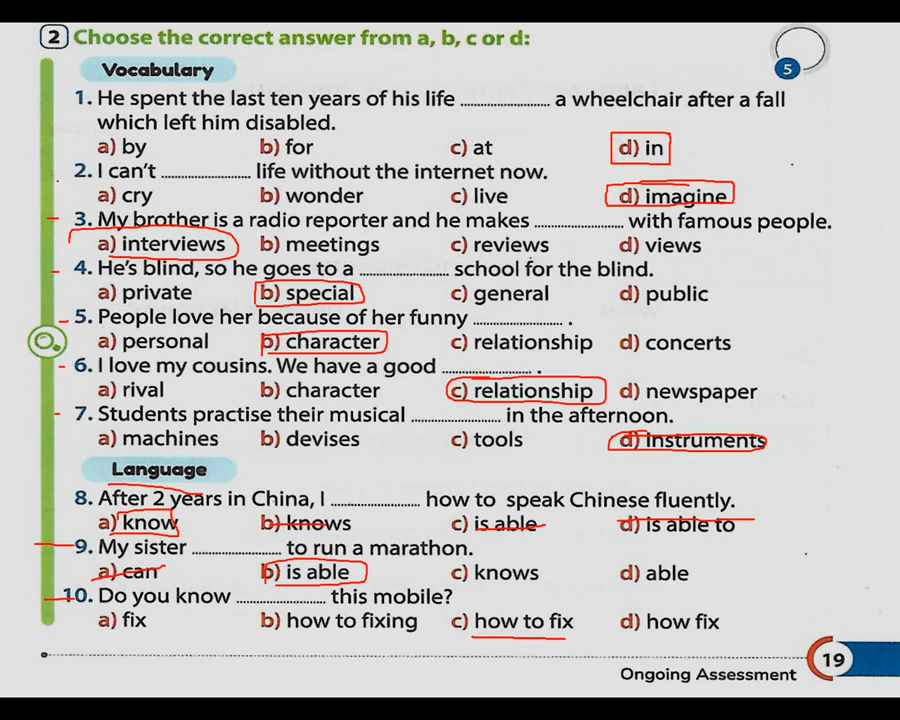 2 Choose the correct answer from a, b, c or d:
5
Vocabulary
1. He spent the last ten years of his life ................ a wheelchair after a fall
which left him disabled.
a) by b) for c) at d) in
2. I can't ................ life without the internet now.
a) cry b) wonder c) live d) imagine
3. My brother is a radio reporter and he makes ................ with famous people.
a) interviews b) meetings c) reviews d) views
4. He's blind, so he goes to a ................ school for the blind.
a) private b) special c) general d) public
5. People love her because of her funny ................ .
a) personal b) character c) relationship d) concerts
6. I love my cousins. We have a good ................ .
a) rival b) character c) relationship d) newspaper
7. Students practise their musical ................ in the afternoon.
a) machines b) devises c) tools d) instruments
Language
8. After 2 years in China, I ................ how to speak Chinese fluently.
a) know b) knows c) is able d) is able to
9. My sister ................ to run a marathon.
a) can b) is able c) knows d) able
10. Do you know ................ this mobile?
a) fix b) how to fixing c) how to fix d) how fix
19
Ongoing Assessment